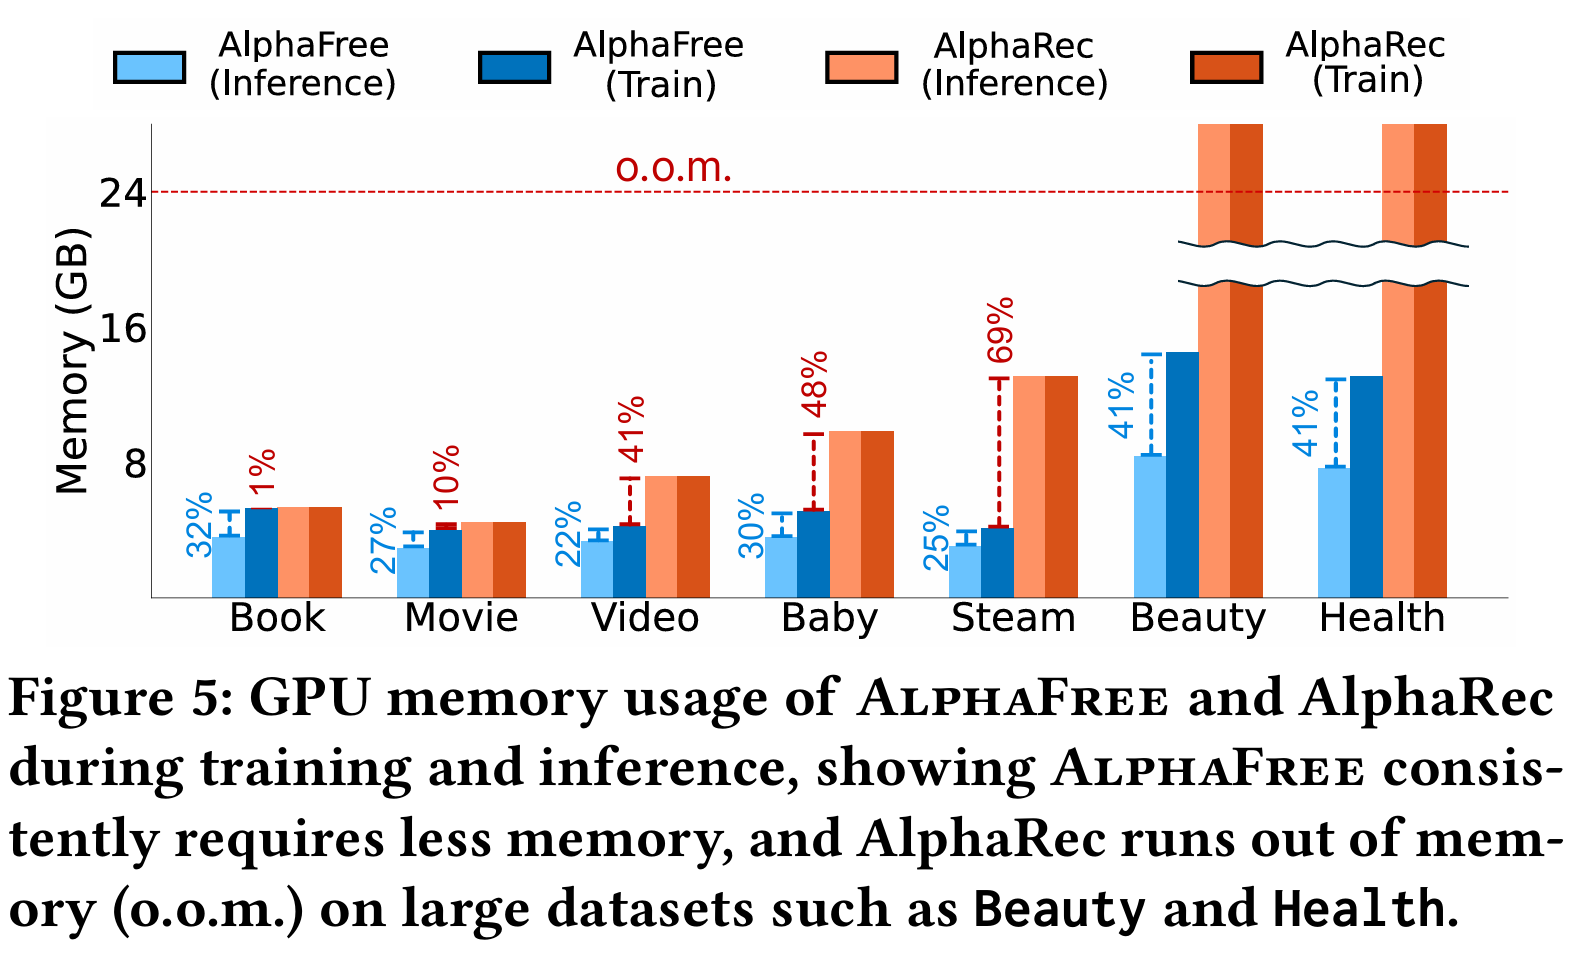 AlphaFree
(Inference)
AlphaFree
(Train)
AlphaRec
(Inference)
AlphaRec
(Train)
Memory (GB)
24
16
8
o.o.m.
32%
1%
27%
10%
22%
41%
30%
48%
25%
69%
41%
41%
Book
Movie
Video
Baby
Steam
Beauty
Health
Figure 5: GPU memory usage of AlphaFree and AlphaRec
during training and inference, showing AlphaFree consis-
tently requires less memory, and AlphaRec runs out of mem-
ory (o.o.m.) on large datasets such as Beauty and Health.